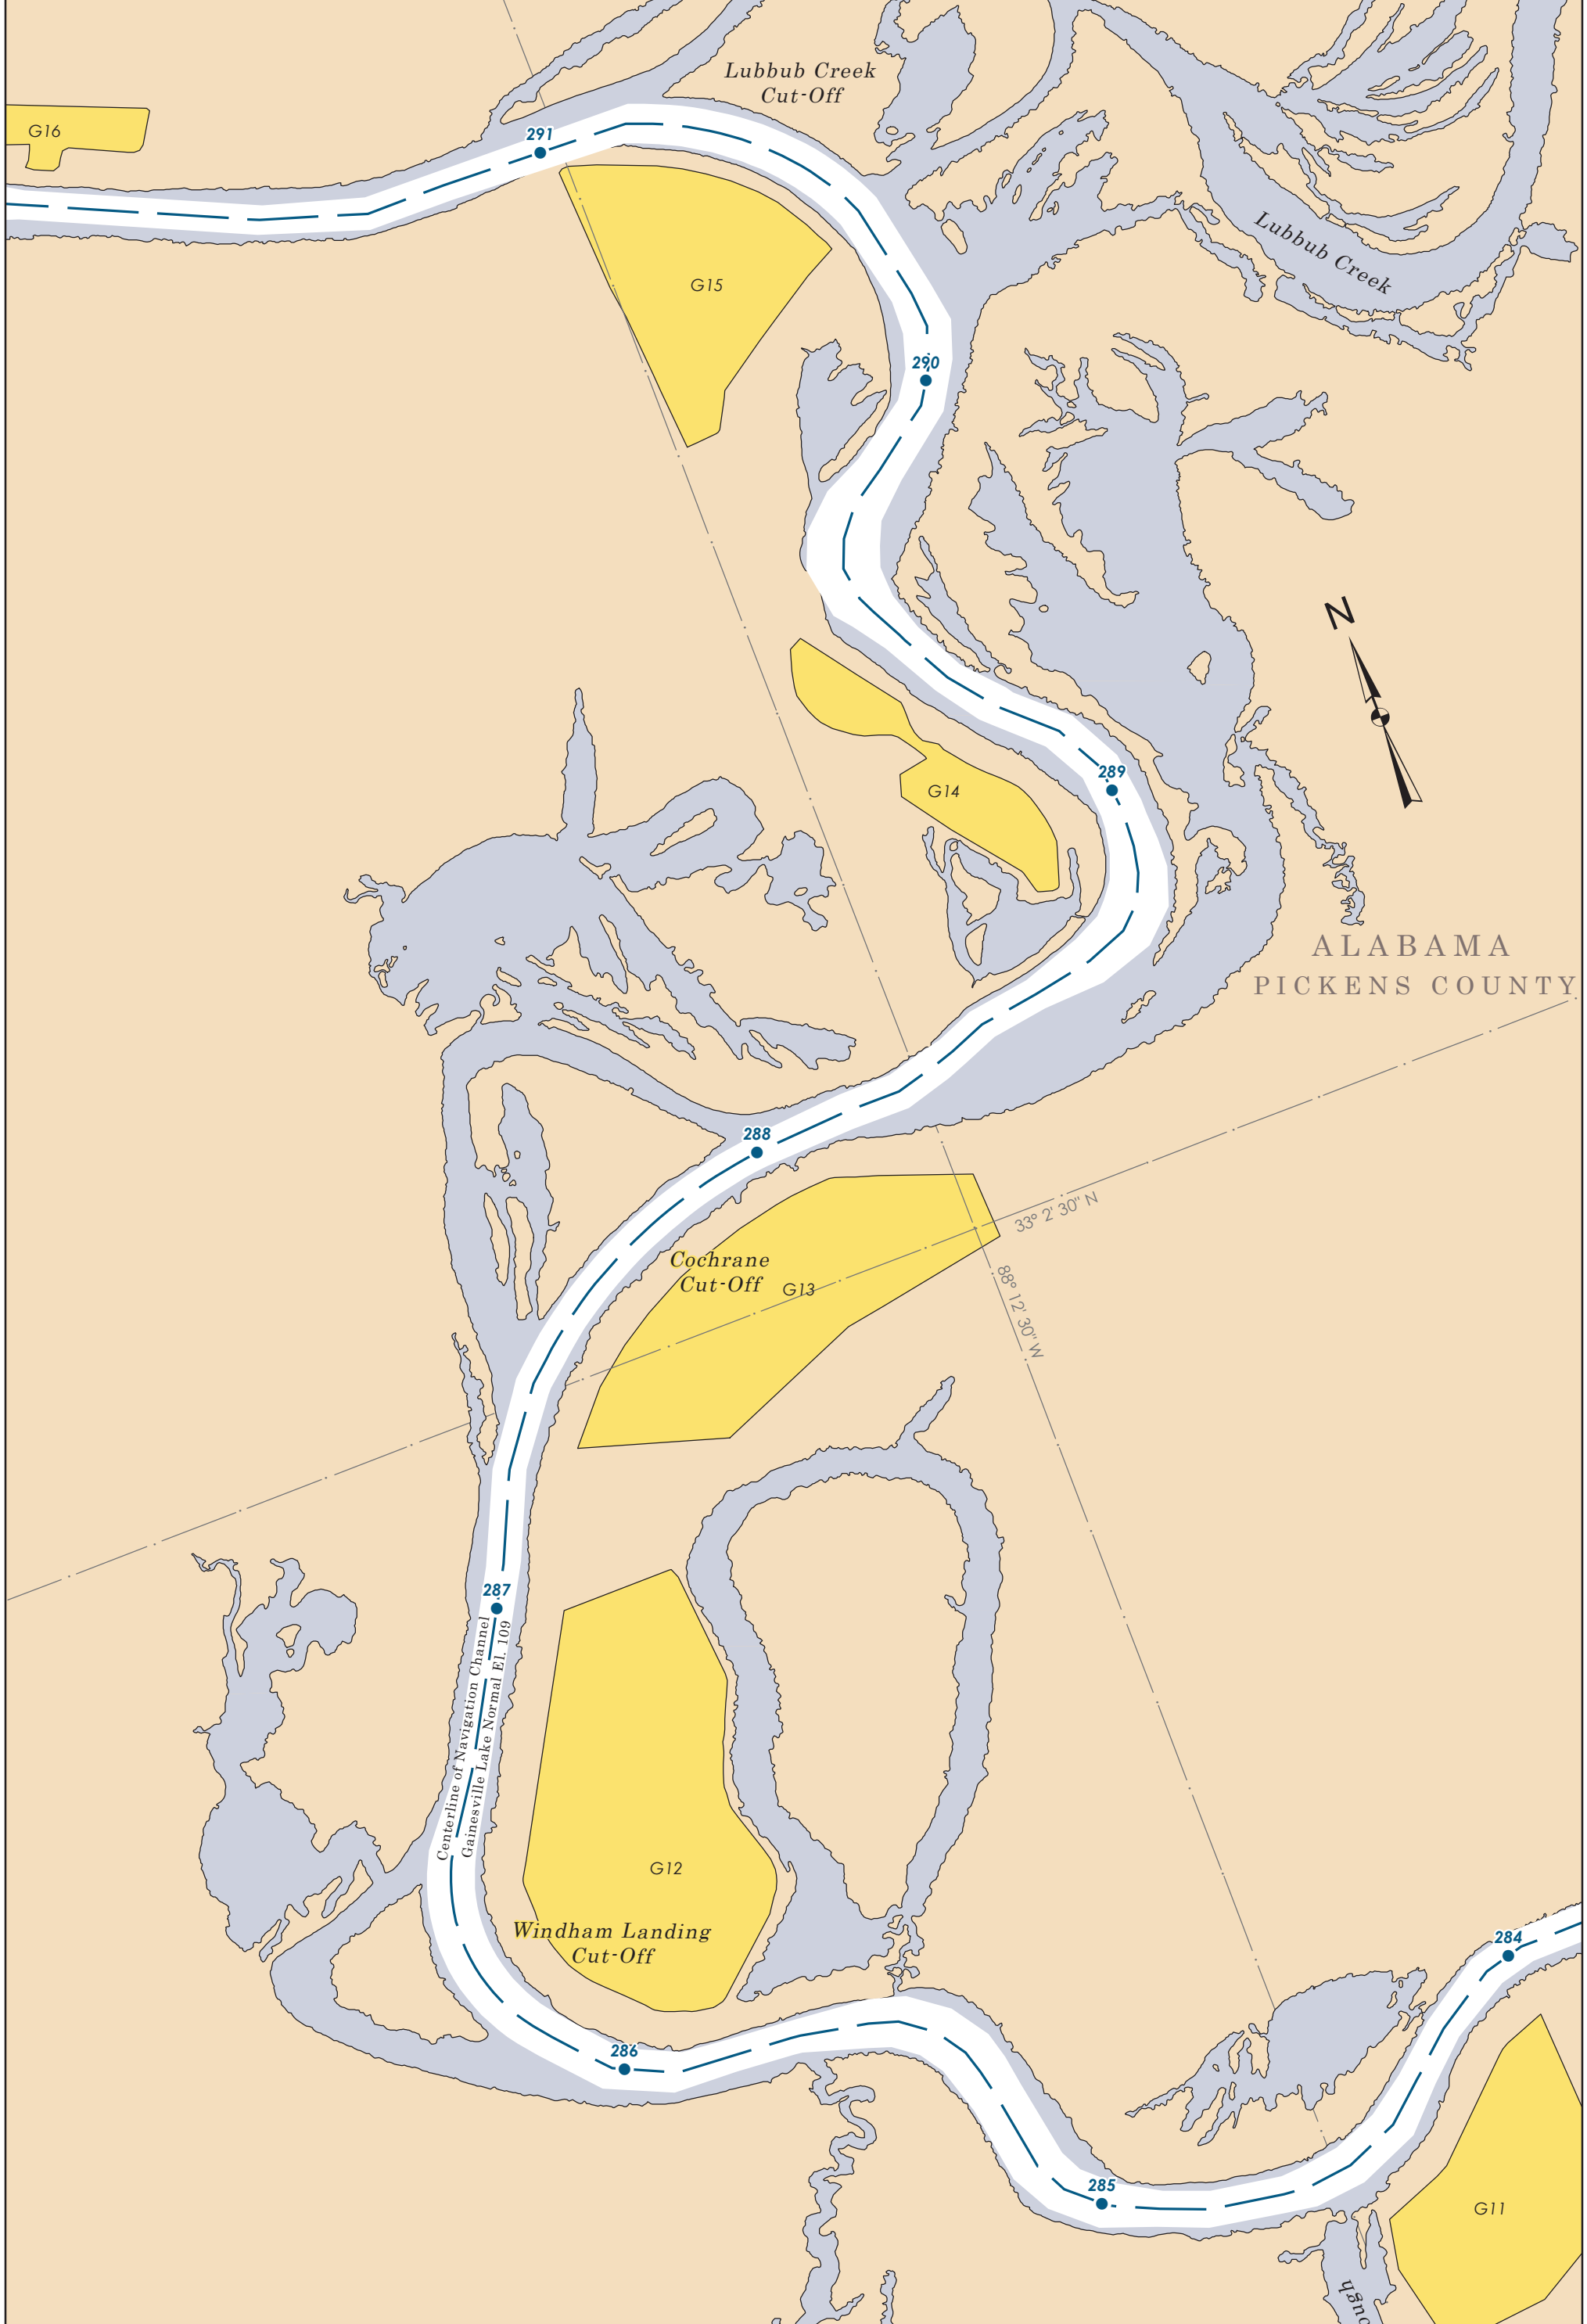 Lubbub Creek
Cut-Off
G16
291
Lubbub Creek
G15
290
N
289
G14
ALABAMA
PICKENS COUNTY
288
33° 2' 30" N
Cochrane
Cut-Off
G13
88° 12' 30" W
287
Centerline of Navigation Channel
Gainesville Lake Normal El. 109
G12
Windham Landing
Cut-Off
284
286
285
G11
ough